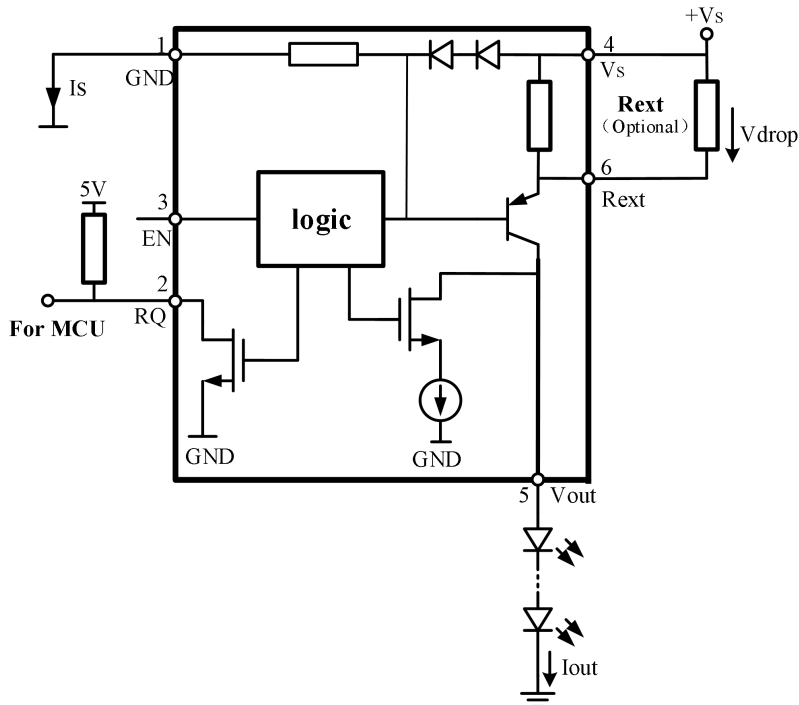 +Vs
1
4
GND
Vs
Is
Rext
（Optional）
Vdrop
6
Rext
5V
3
logic
EN
2
RQ
For MCU
GND
GND
5
Vout
Iout